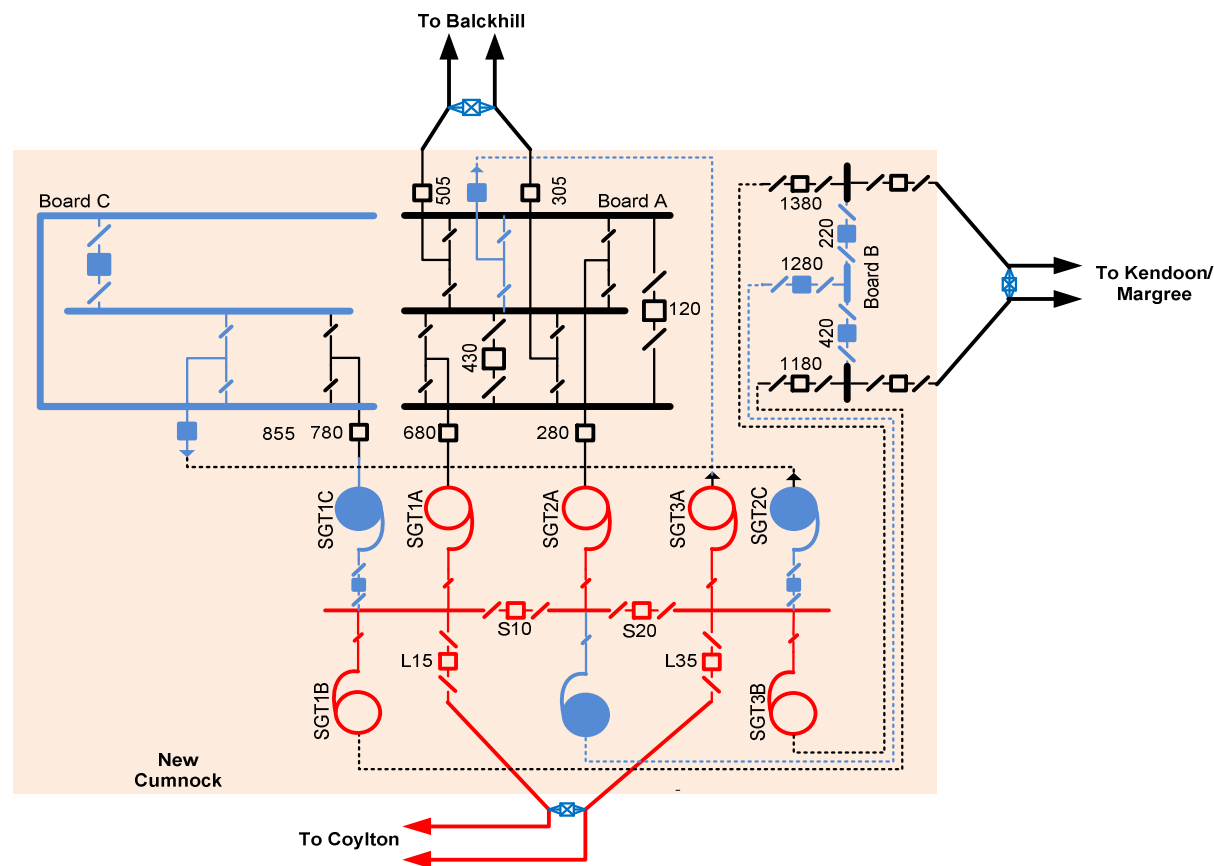 To Balckhill
505
305
Board C
Board A
1380
220
1280
Board B
To Kendoon/
Margree
120
430
420
1180
855
780
680
280
SGT1C
SGT1A
SGT2A
SGT3A
SGT2C
S10
S20
L15
L35
SGT1B
SGT3B
New
Cumnock
-
To Coylton